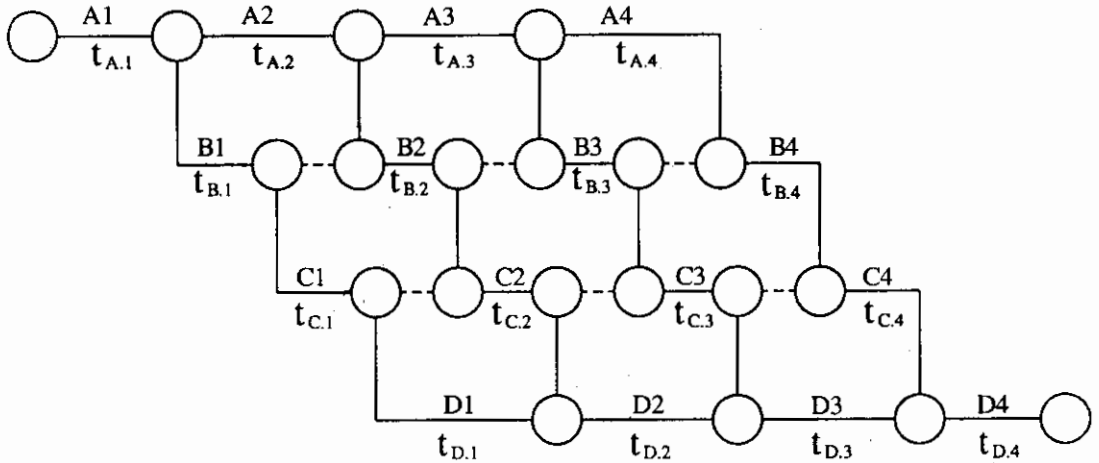 A1 A2 A3 A4
tA.1 tA.2 tA.3 tA.4
B1 B2 B3 B4
tB.1 tB.2 tB.3 tB.4
C1 C2 C3 C4
tC.1 tC.2 tC.3 tC.4
D1 D2 D3 D4
tD.1 tD.2 tD.3 tD.4